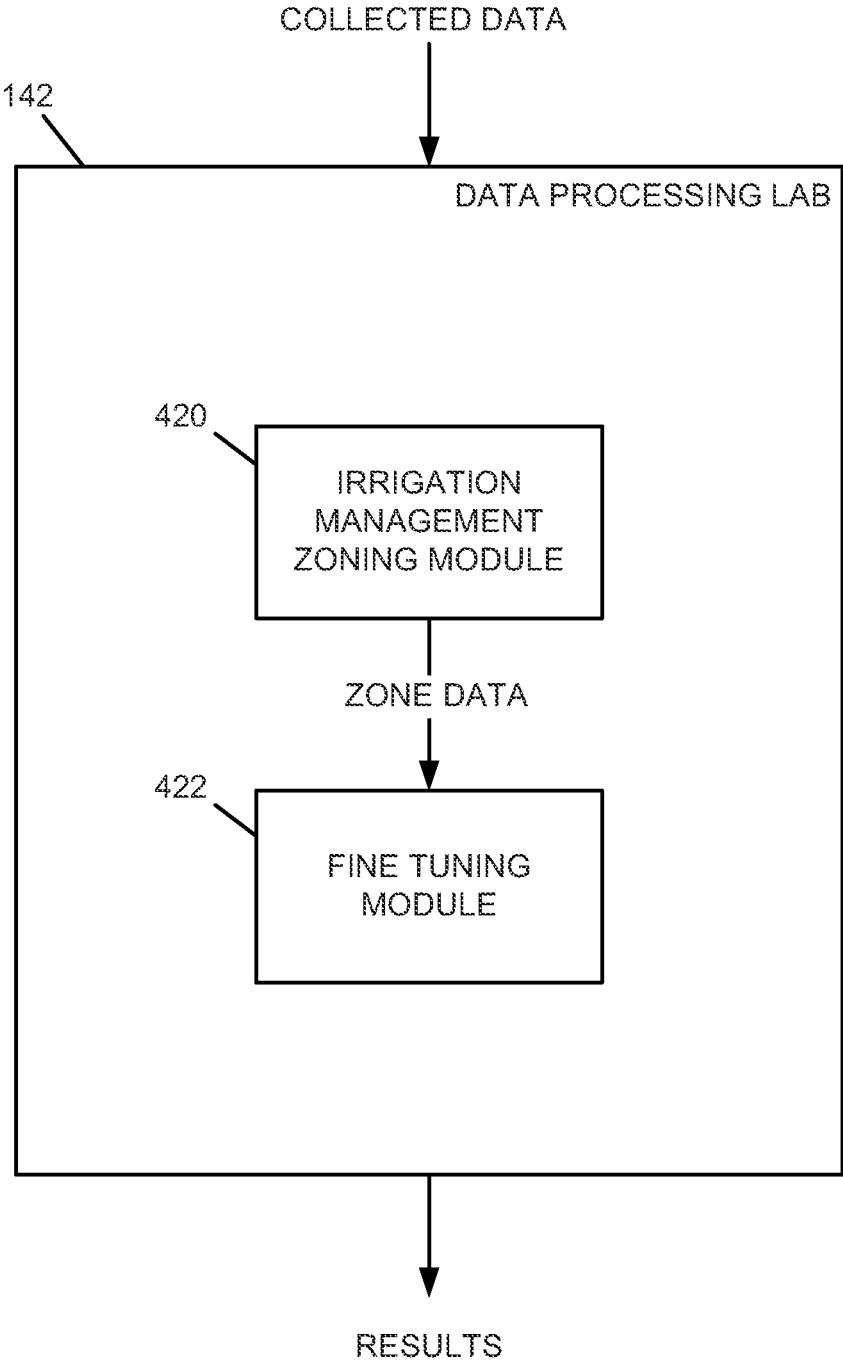 COLLECTED DATA
142
DATA PROCESSING LAB
420
IRRIGATION
MANAGEMENT
ZONING MODULE
ZONE DATA
422
FINE TUNING
MODULE
RESULTS